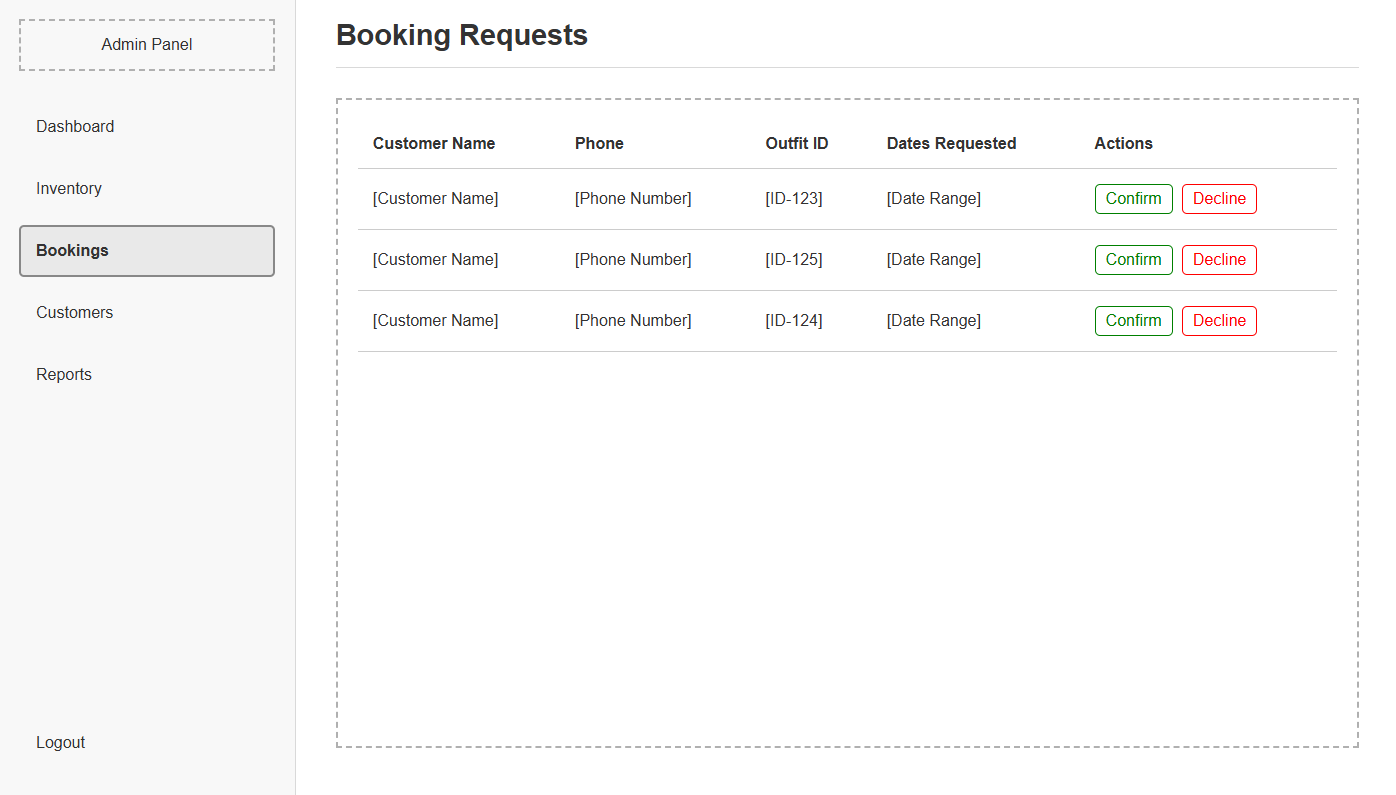 Admin Panel
Dashboard
Inventory
Bookings
Customers
Reports
Logout
Booking Requests
Customer Name Phone Outfit ID Dates Requested Actions
[Customer Name] [Phone Number] [ID-123] [Date Range] Confirm Decline
[Customer Name] [Phone Number] [ID-125] [Date Range] Confirm Decline
[Customer Name] [Phone Number] [ID-124] [Date Range] Confirm Decline